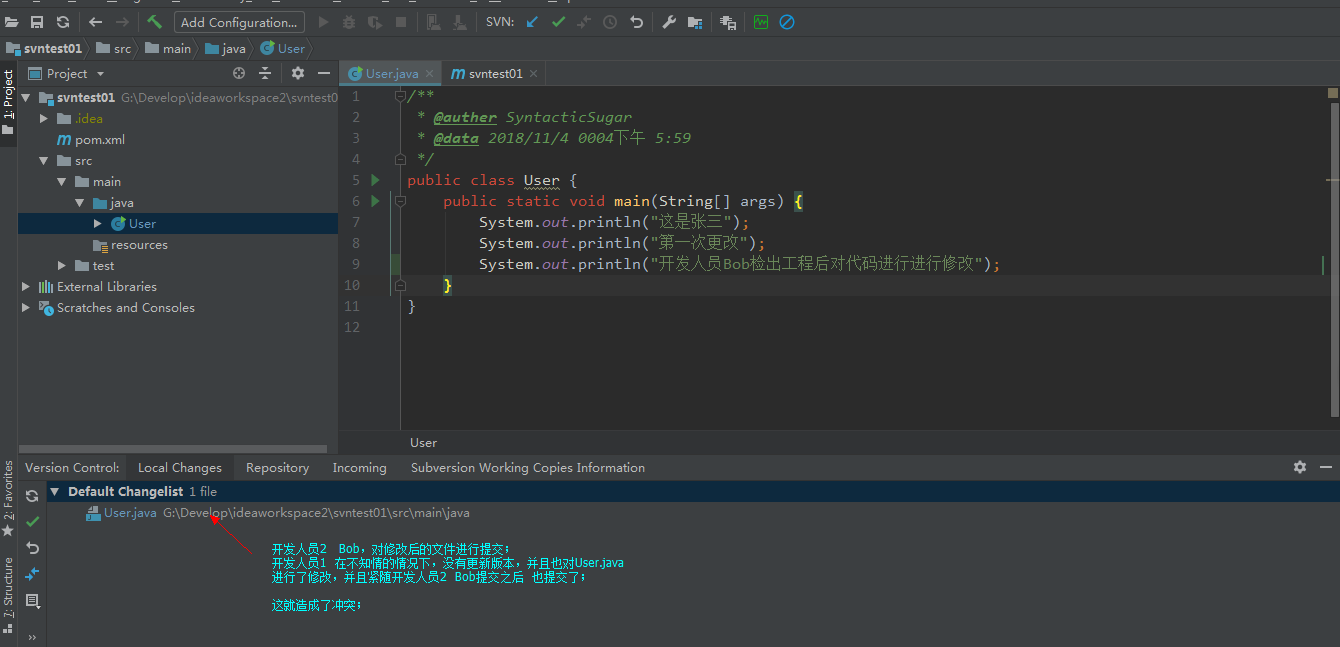 Add Configuration...
SVN:
svntest01
src
main
java
User
Project
User.java
svntest01
1: Project
svntest01 G:\Develop\ideaworkspace2\svntest0
.idea
pom.xml
src
main
java
User
resources
test
External Libraries
Scratches and Consoles
1 /**
2 * @auther SyntacticSugar
3 * @data 2018/11/4 0004下午 5:59
4 */
5 public class User {
6 public static void main(String[] args) {
7 System.out.println("这是张三");
8 System.out.println("第一次更改");
9 System.out.println("开发人员Bob检出工程后对代码进行进行修改");
10 }
11 }
12
User
2: Favorites
7: Structure
Version Control: Local Changes Repository Incoming Subversion Working Copies Information
Default Changelist 1 file
User.java G:\Develop\ideaworkspace2\svntest01\src\main\java
开发人员2 Bob，对修改后的文件进行提交；
开发人员1 在不知情的情况下，没有更新版本，并且也对User.java
进行了修改，并且紧随开发人员2 Bob提交之后 也提交了；
这就造成了冲突；